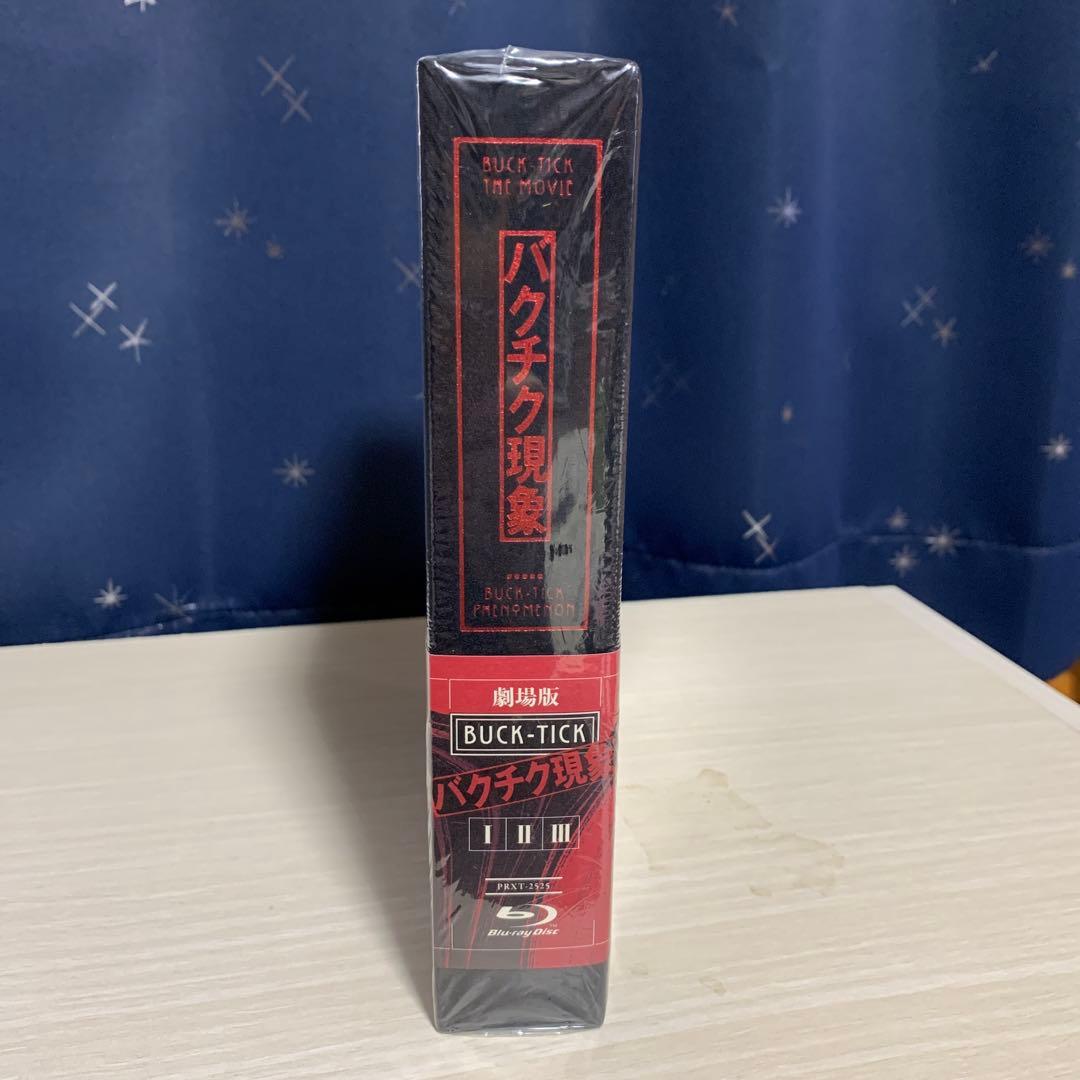 BUCK-TICK
THE MOVIE
バクチク現象
BUCK-TICK
PHENOMENON
劇場版
BUCK-TICK
バクチク現象
I II III
PRXT-2525
Blu-ray Disc
TM